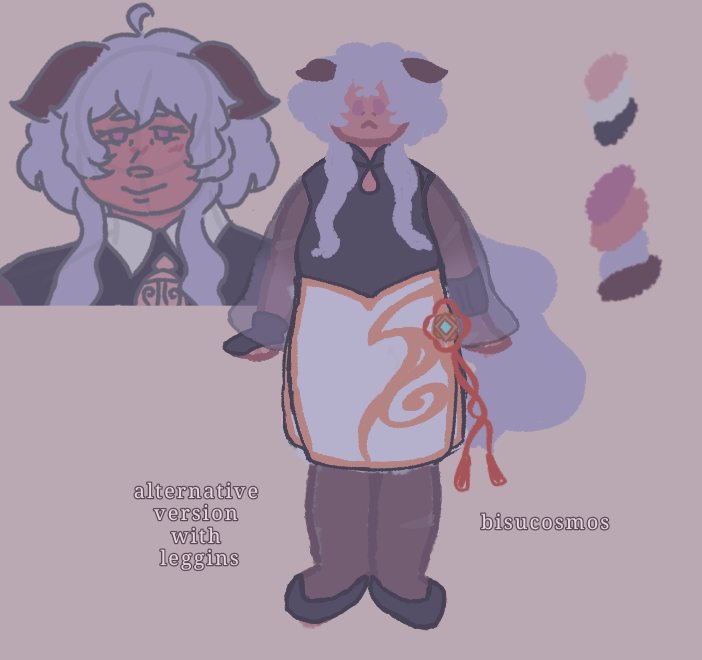 alternative
version
with
leggins
bisucosmos